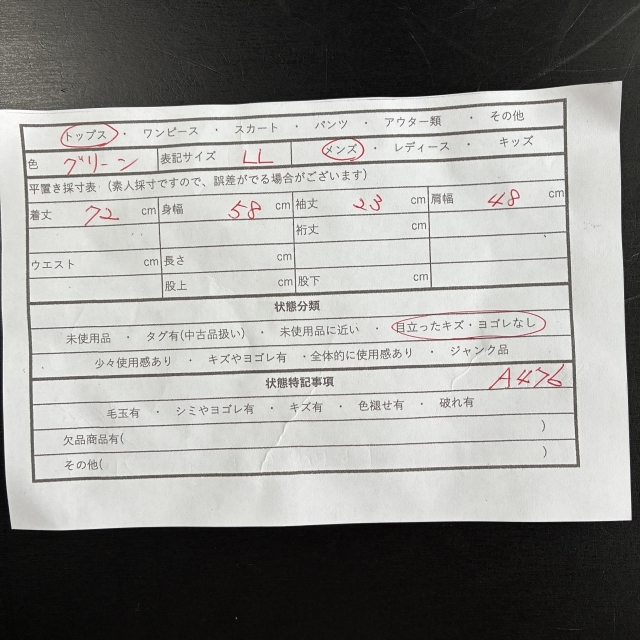 トップス ・ ワンピース ・ スカート ・ パンツ ・ アウター類 ・ その他
色 グリーン 表記サイズ LL メンズ ・ レディース ・ キッズ
平置き採寸表（素人採寸ですので、誤差がでる場合がございます）
着丈 72 cm 身幅 58 cm 袖丈 23 cm 肩幅 48 cm
裄丈 cm
ウエスト cm 長さ cm
股上 cm 股下 cm
状態分類
未使用品 ・ タグ有(中古品扱い) ・ 未使用品に近い ・ 目立ったキズ・ヨゴレなし
・ 少々使用感あり ・ キズやヨゴレ有 ・全体的に使用感あり ・ ジャンク品
状態特記事項 A476
毛玉有 ・ シミやヨゴレ有 ・ キズ有 ・ 色褪せ有 ・ 破れ有
欠品商品有( )
その他( )